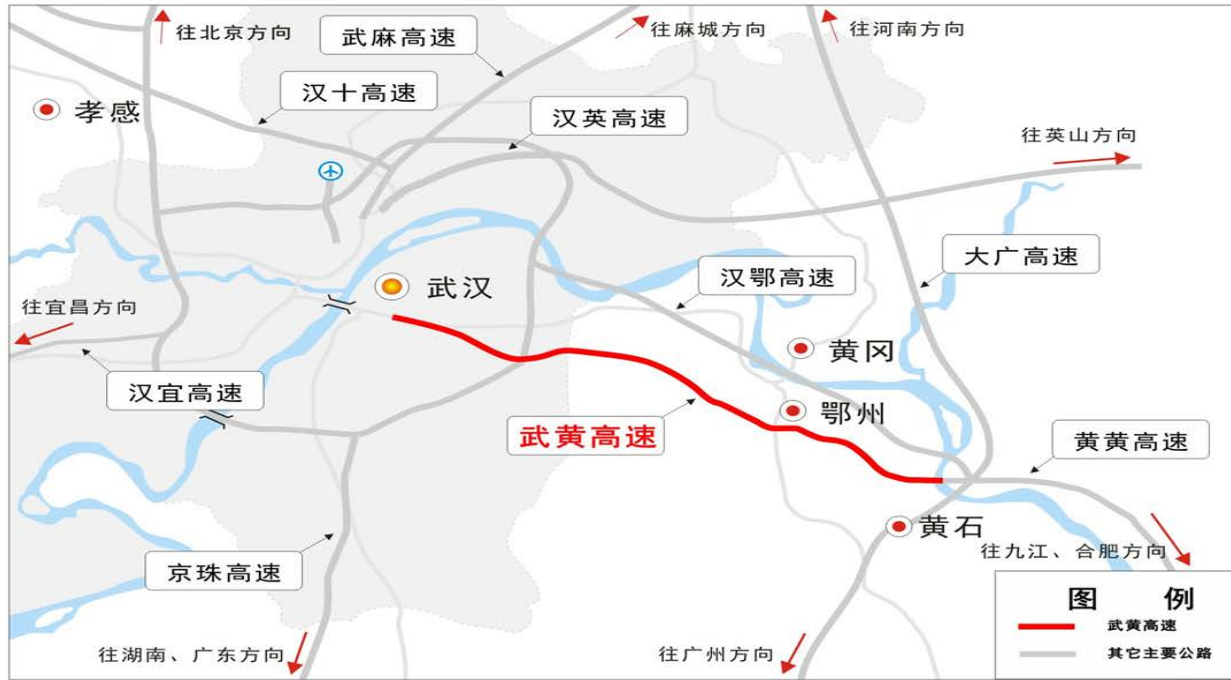 往北京方向
武麻高速
往麻城方向
往河南方向
汉十高速
孝感
汉英高速
往英山方向
大广高速
武汉
汉鄂高速
往宜昌方向
黄冈
汉宜高速
鄂州
武黄高速
黄黄高速
黄石
往九江、合肥方向
京珠高速
图 例
武黄高速
往湖南、广东方向
往广州方向
其它主要公路